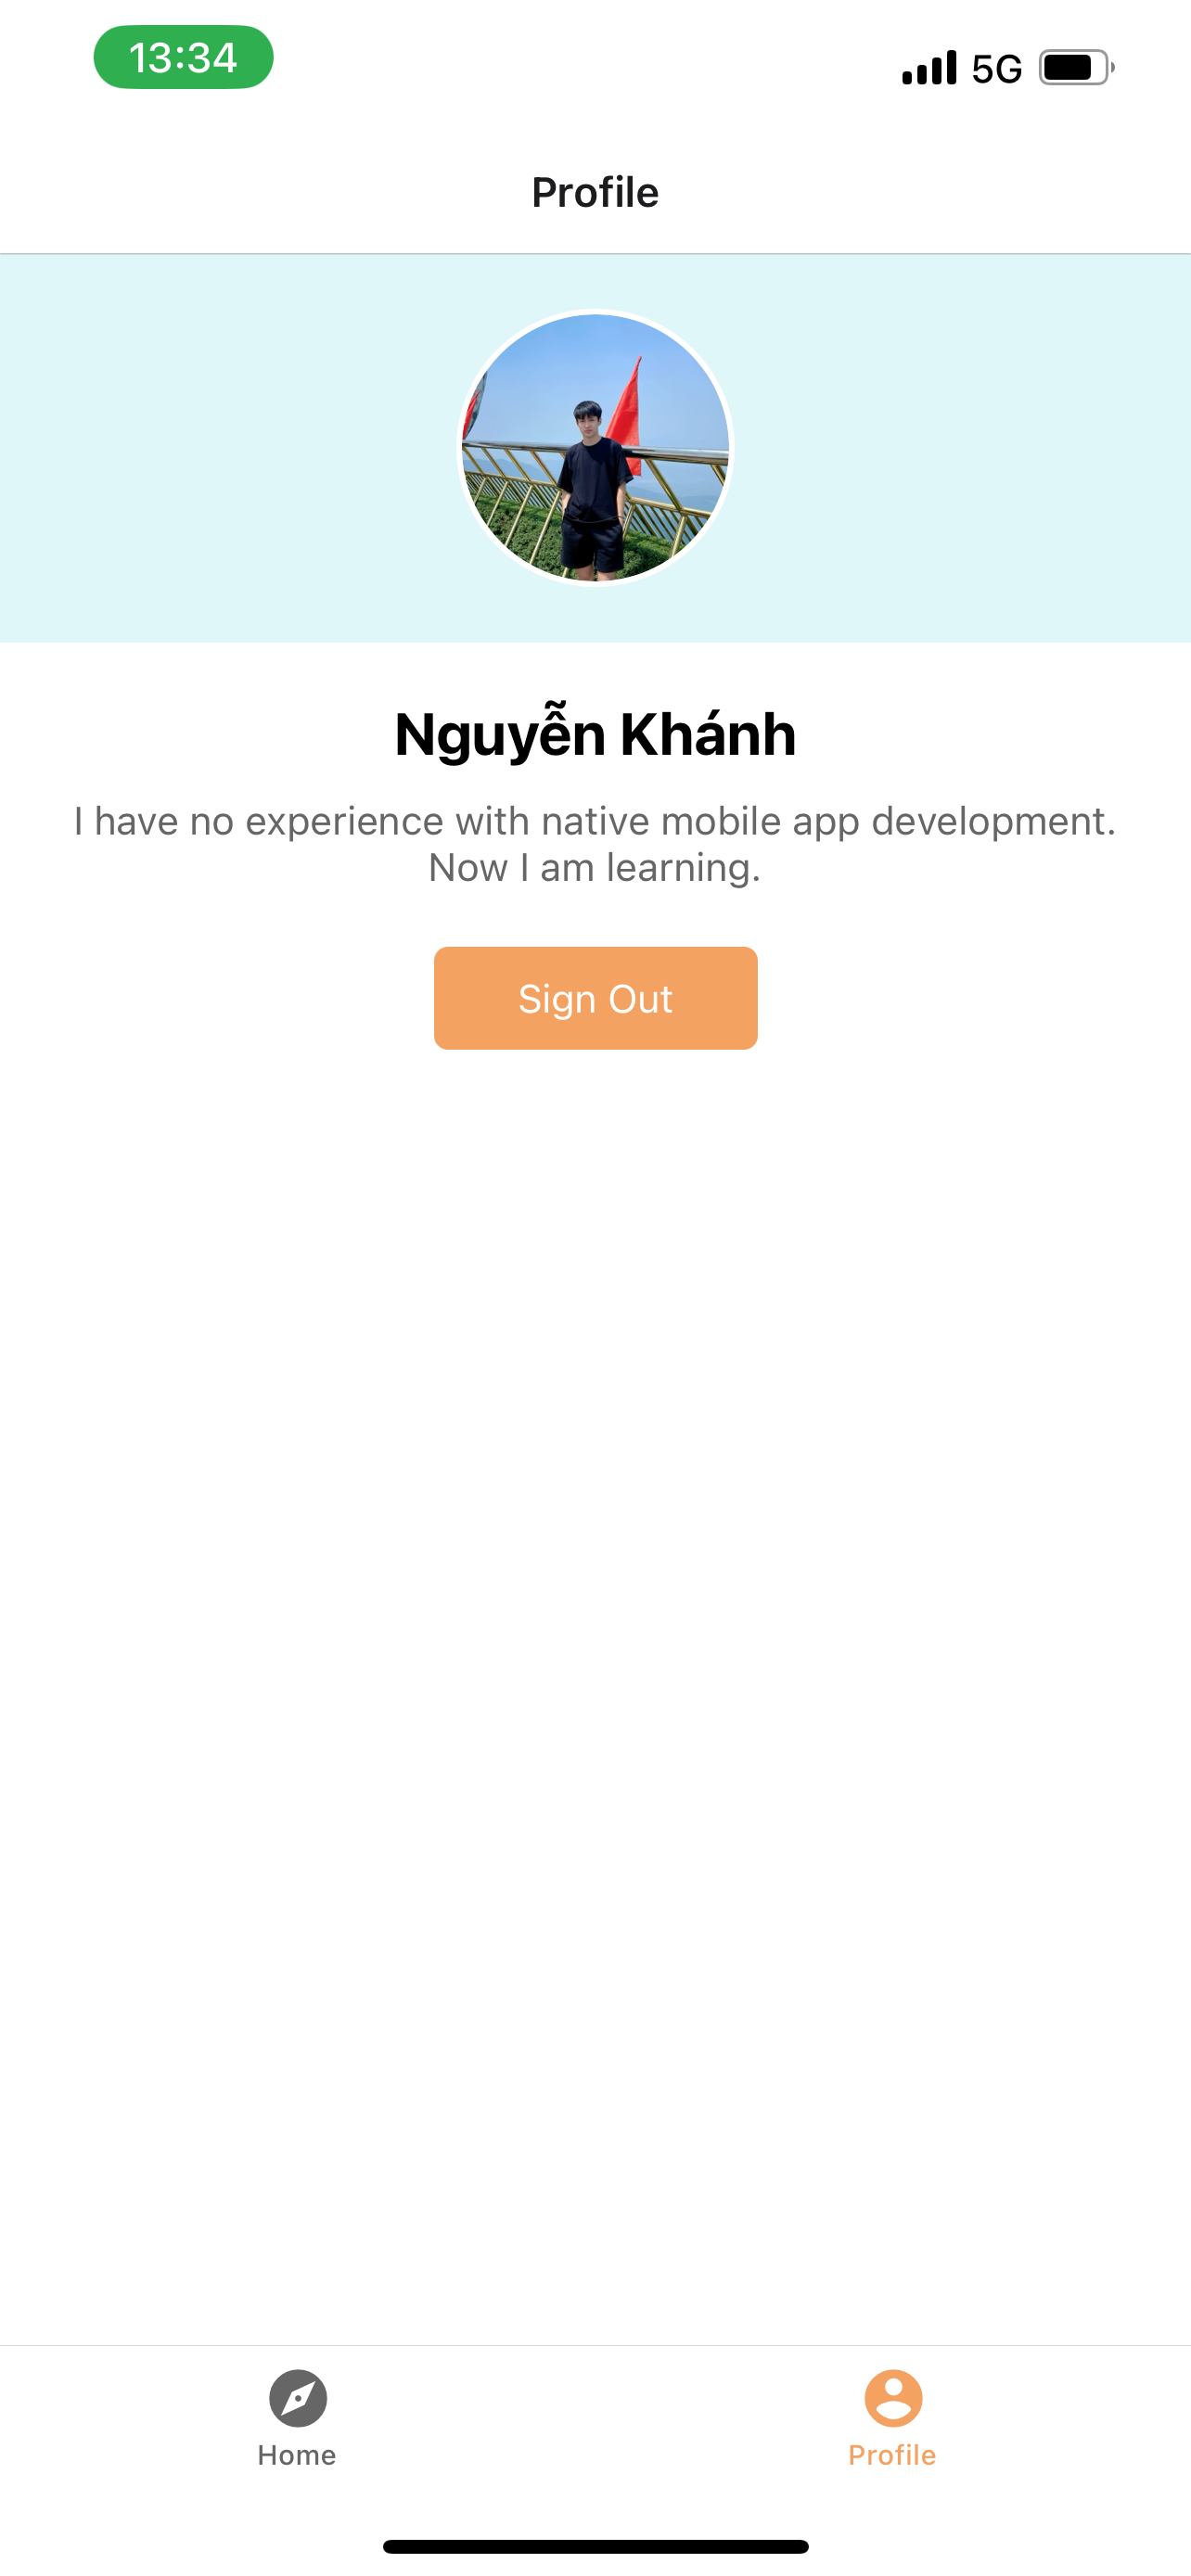 13:34
5G
Profile
Nguyễn Khánh
I have no experience with native mobile app development.
Now I am learning.
Sign Out
Home
Profile